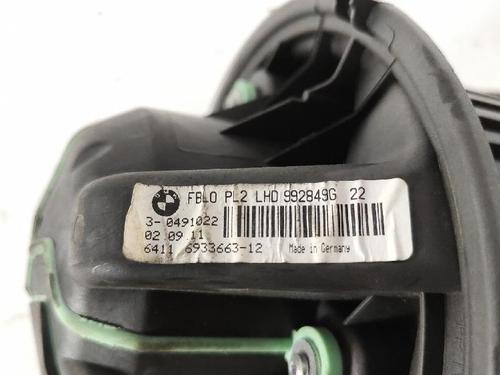 FBLO PL2 LHD 992849G 22
3-0491022
02.09.11
6411 6933663-12 Made in Germany